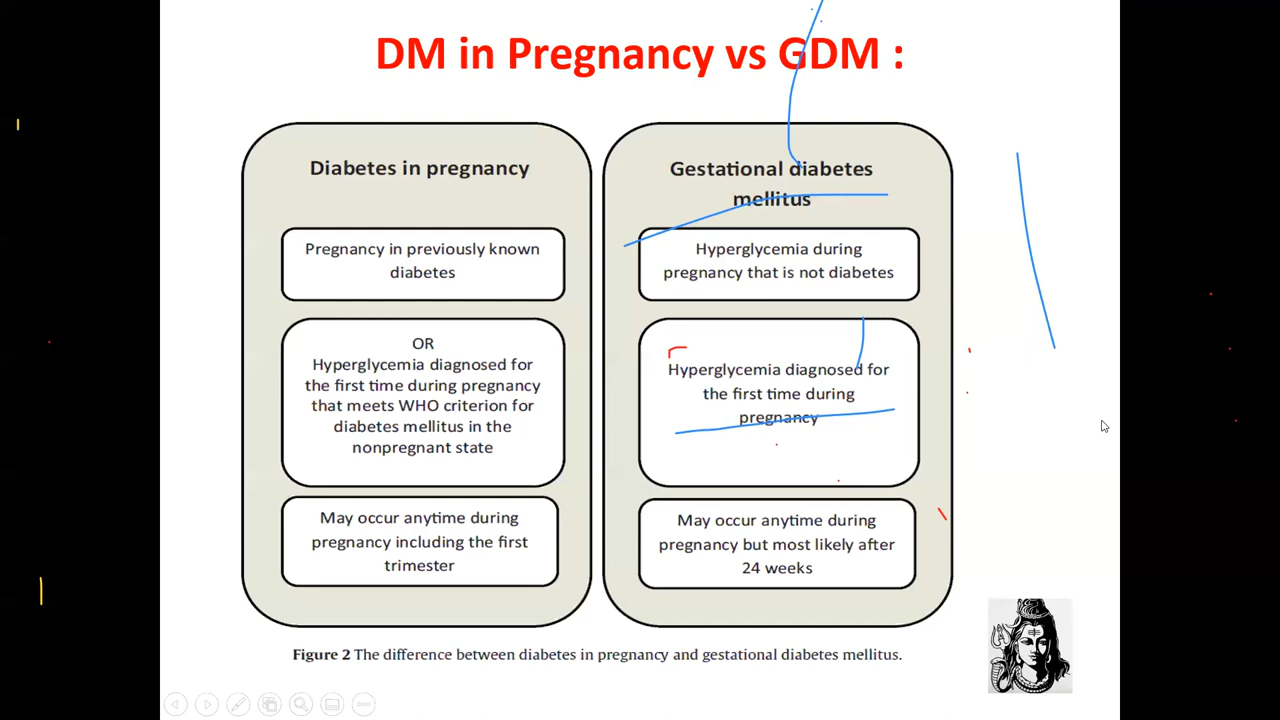 DM in Pregnancy vs GDM :
Diabetes in pregnancy
Pregnancy in previously known
diabetes
OR
Hyperglycemia diagnosed for
the first time during pregnancy
that meets WHO criterion for
diabetes mellitus in the
nonpregnant state
May occur anytime during
pregnancy including the first
trimester
Gestational diabetes
mellitus
Hyperglycemia during
pregnancy that is not diabetes
Hyperglycemia diagnosed for
the first time during
pregnancy
May occur anytime during
pregnancy but most likely after
24 weeks
Figure 2 The difference between diabetes in pregnancy and gestational diabetes mellitus.